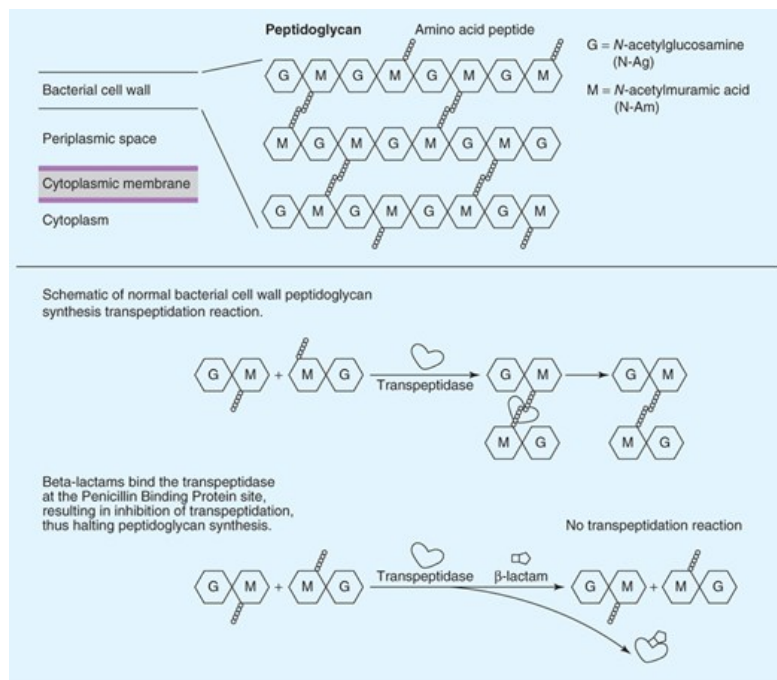 Peptidoglycan
Amino acid peptide
G = N-acetylglucosamine
(N-Ag)
M = N-acetylmuramic acid
(N-Am)
Bacterial cell wall
Periplasmic space
Cytoplasmic membrane
Cytoplasm
G M G M G M G M
M G M G M G M G
G M G M G M G M
Schematic of normal bacterial cell wall peptidoglycan
synthesis transpeptidation reaction.
G M + M G
Transpeptidase
G M
M G
G M
M G
Beta-lactams bind the transpeptidase
at the Penicillin Binding Protein site,
resulting in inhibition of transpeptidation,
thus halting peptidoglycan synthesis.
No transpeptidation reaction
G M + M G
Transpeptidase
β-lactam
G M + M G